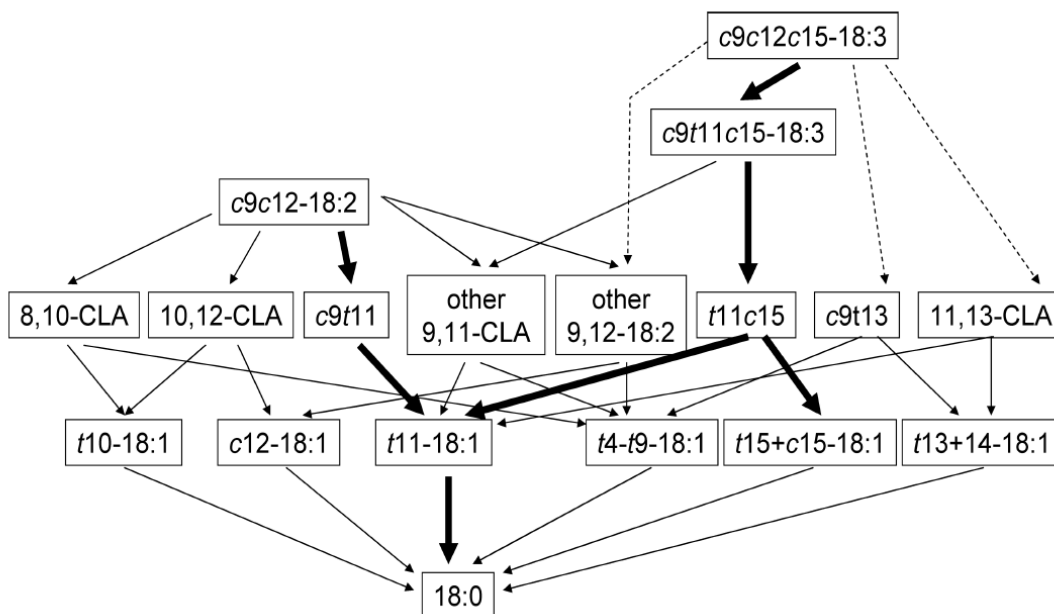 c9c12c15-18:3
c9t11c15-18:3
c9c12-18:2
8,10-CLA
10,12-CLA
c9t11
other
9,11-CLA
other
9,12-18:2
t11c15
c9t13
11,13-CLA
t10-18:1
c12-18:1
t11-18:1
t4-t9-18:1
t15+c15-18:1
t13+14-18:1
18:0